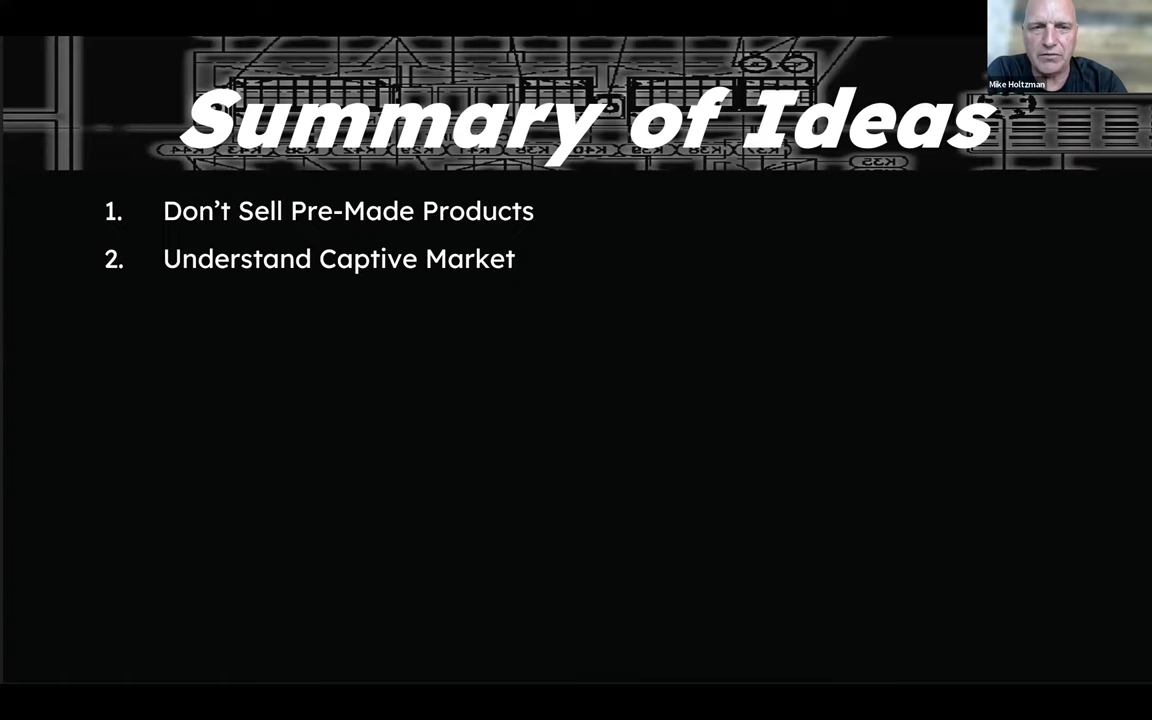 Mike Holtzman
Summary of Ideas
1. Don’t Sell Pre-Made Products
2. Understand Captive Market